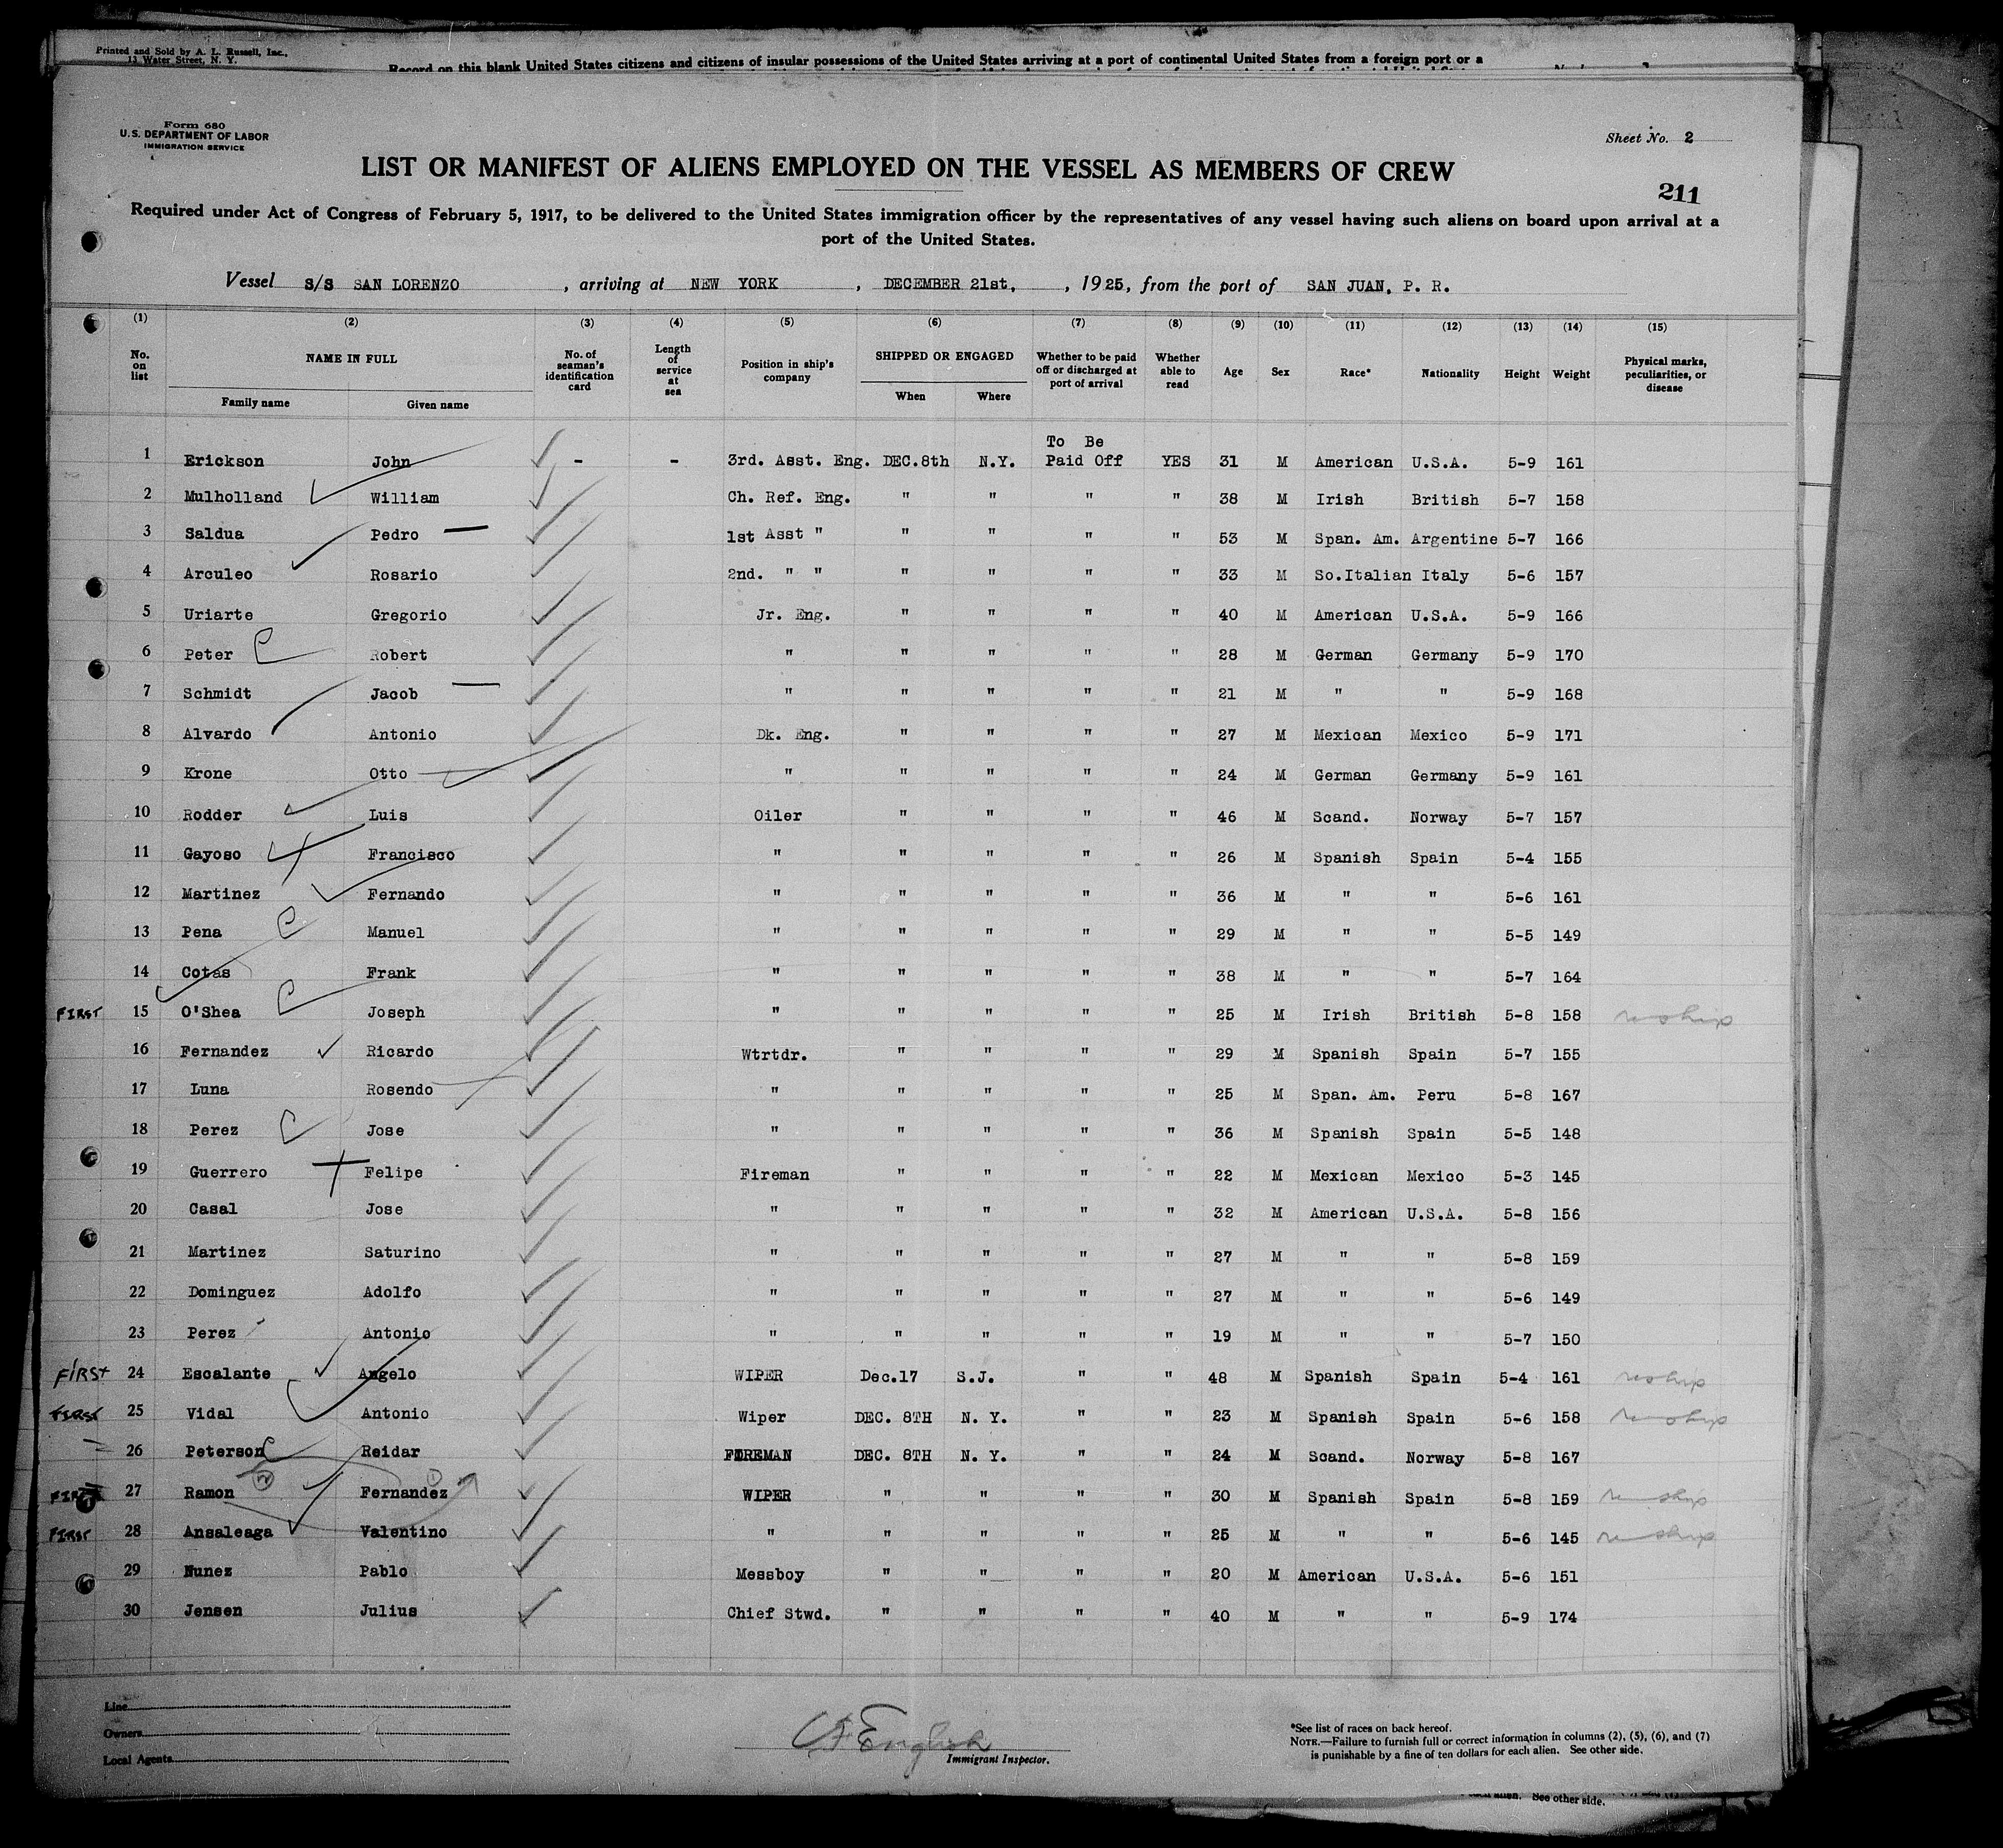 Printed and Sold by A. L. Russell, Inc.,
13 Water Street, N. Y.
Record on this blank United States citizens and citizens of insular possessions of the United States arriving at a port of continental United States from a foreign port or a
Form 680
U. S. DEPARTMENT OF LABOR
IMMIGRATION SERVICE
Sheet No. 2
LIST OR MANIFEST OF ALIENS EMPLOYED ON THE VESSEL AS MEMBERS OF CREW
211
Required under Act of Congress of February 5, 1917, to be delivered to the United States immigration officer by the representatives of any vessel having such aliens on board upon arrival at a
port of the United States.
Vessel S/S SAN LORENZO, arriving at NEW YORK, DECEMBER 21st, , 1925, from the port of SAN JUAN, P. R.
(1) (2) (3) (4) (5) (6) (7) (8) (9) (10) (11) (12) (13) (14) (15)
No. on list NAME IN FULL Family name Given name No. of seaman's identification card Length of service at sea Position in ship's company SHIPPED OR ENGAGED When Where Whether to be paid off or discharged at port of arrival Whether able to read Age Sex Race* Nationality Height Weight Physical marks, peculiarities, or disease
1 Erickson John - - 3rd. Asst. Eng. DEC.8th N.Y. To Be Paid Off YES 31 M American U.S.A. 5-9 161
2 Mulholland William Ch. Ref. Eng. " " " " 38 M Irish British 5-7 158
3 Saldua Pedro 1st Asst " " " " " 53 M Span. Am. Argentine 5-7 166
4 Arculeo Rosario 2nd. " " " " " " 33 M So.Italian Italy 5-6 157
5 Uriarte Gregorio Jr. Eng. " " " " 40 M American U.S.A. 5-9 166
6 Peter Robert " " " " " 28 M German Germany 5-9 170
7 Schmidt Jacob " " " " " 21 M " " 5-9 168
8 Alvardo Antonio Dk. Eng. " " " " 27 M Mexican Mexico 5-9 171
9 Krone Otto " " " " " 24 M German Germany 5-9 161
10 Rodder Luis Oiler " " " " 46 M Scand. Norway 5-7 157
11 Gayoso Francisco " " " " " 26 M Spanish Spain 5-4 155
12 Martinez Fernando " " " " " 36 M " " 5-6 161
13 Pena Manuel " " " " " 29 M " " 5-5 149
14 Cotas Frank " " " " " 38 M " " 5-7 164
FIRST 15 O'Shea Joseph " " " " " 25 M Irish British 5-8 158 reship
16 Fernandez Ricardo Wtrtdr. " " " " 29 M Spanish Spain 5-7 155
17 Luna Rosendo " " " " " 25 M Span. Am. Peru 5-8 167
18 Perez Jose " " " " " 36 M Spanish Spain 5-5 148
19 Guerrero Felipe Fireman " " " " 22 M Mexican Mexico 5-3 145
20 Casal Jose " " " " " 32 M American U.S.A. 5-8 156
21 Martinez Saturino " " " " " 27 M " " 5-8 159
22 Dominguez Adolfo " " " " " 27 M " " 5-6 149
23 Perez Antonio " " " " " 19 M " " 5-7 150
FIRST 24 Escalante Angelo WIPER Dec.17 S.J. " " 48 M Spanish Spain 5-4 161 reship
FIRST 25 Vidal Antonio Wiper DEC. 8TH N. Y. " " 23 M Spanish Spain 5-6 158 reship
26 Peterson Reidar FIREMAN DEC. 8TH N. Y. " " 24 M Scand. Norway 5-8 167
FIRST 27 Ramon Fernandez WIPER " " " " 30 M Spanish Spain 5-8 159 reship
FIRST 28 Ansaleaga Valentino " " " " " 25 M " " 5-6 145 reship
29 Nunez Pablo Messboy " " " " 20 M American U.S.A. 5-6 151
30 Jensen Julius Chief Stwd. " " " " 40 M " " 5-9 174
Line
Owners
Local Agents
English
Immigrant Inspector.
*See list of races on back hereof.
NOTE.—Failure to furnish full or correct information in columns (2), (5), (6), and (7)
is punishable by a fine of ten dollars for each alien. See other side.
See other side.